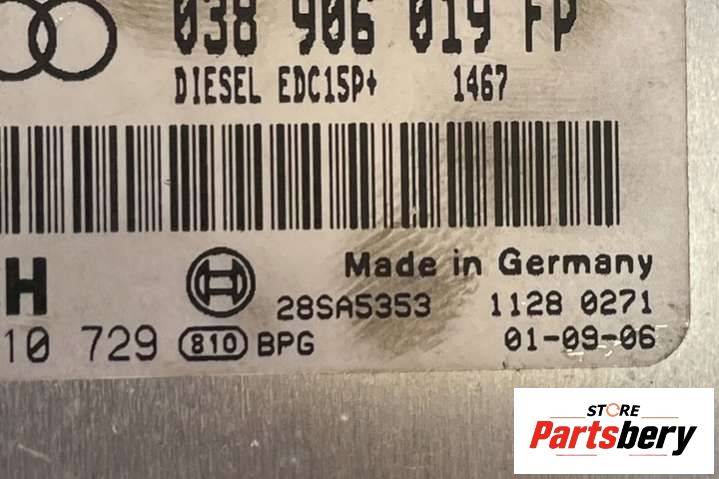 038 906 019 FP
DIESEL EDC15P+ 1467
H
Made in Germany
28SA5353 1128 0271
10 729 810 BPG 01-09-06
STORE
Partsbery